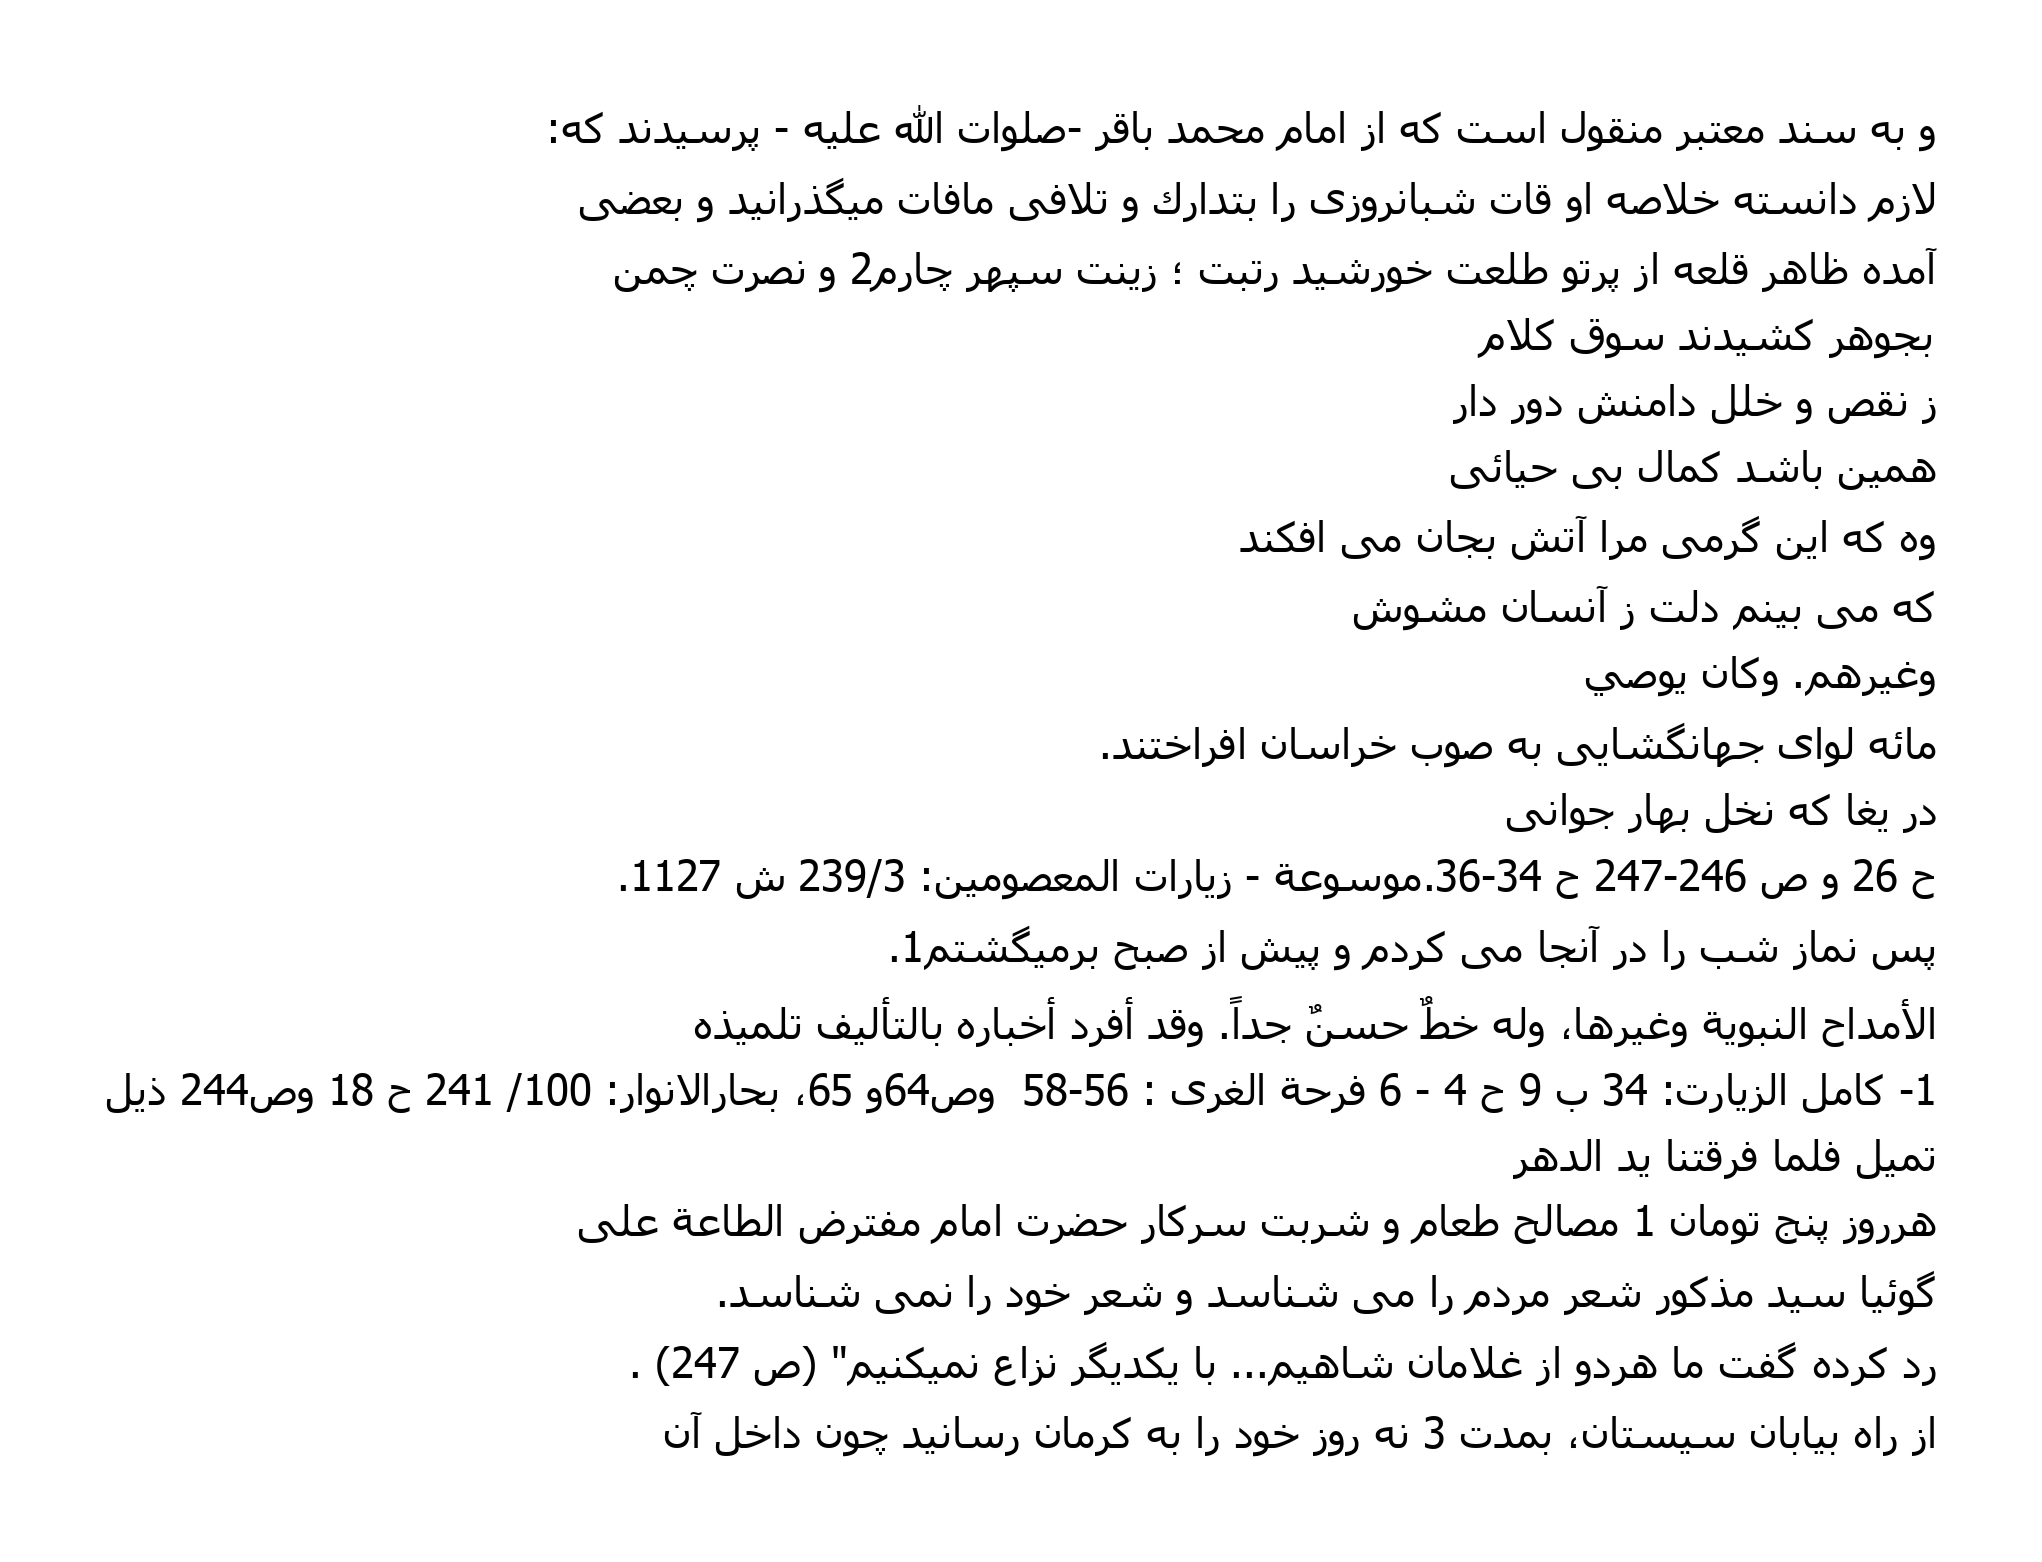 و به سند معتبر منقول است که از امام محمد باقر -صلوات الله علیه - پرسیدند که:
لازم دانسته خلاصه او قات شبانروزی را بتدارك و تلافی مافات میگذرانید و بعضی
آمده ظاهر قلعه از پرتو طلعت خورشید رتبت ؛ زینت سپهر چارم2 و نصرت چمن
بجوهر کشیدند سوق کلام
ز نقص و خلل دامنش دور دار
همین باشد کمال بی حیائی
وه که این گرمی مرا آتش بجان می افکند
که می بینم دلت ز آنسان مشوش
وغيرهم. وكان يوصي
مائه لوای جهانگشایی به صوب خراسان افراختند.
در یغا که نخل بهار جوانی
ح 26 و ص 246-247 ح 34-36.موسوعة - زیارات المعصومین: 239/3 ش 1127.
پس نماز شب را در آنجا می کردم و پیش از صبح برمیگشتم1.
الأمداح النبوية وغيرها، وله خطٌ حسنٌ جداً. وقد أفرد أخباره بالتأليف تلميذه
1- کامل الزیارت: 34 ب 9 ح 4 - 6 فرحة الغری : 56-58  وص64و 65، بحارالانوار: 100/ 241 ح 18 وص244 ذیل
تميل فلما فرقتنا يد الدهر
هرروز پنج تومان 1 مصالح طعام و شربت سرکار حضرت امام مفترض الطاعة علی
گوئیا سید مذکور شعر مردم را می شناسد و شعر خود را نمی شناسد.
رد کرده گفت ما هردو از غلامان شاهیم... با یکدیگر نزاع نمیکنیم" (ص 247) .
از راه بیابان سیستان، بمدت 3 نه روز خود را به کرمان رسانید چون داخل آن